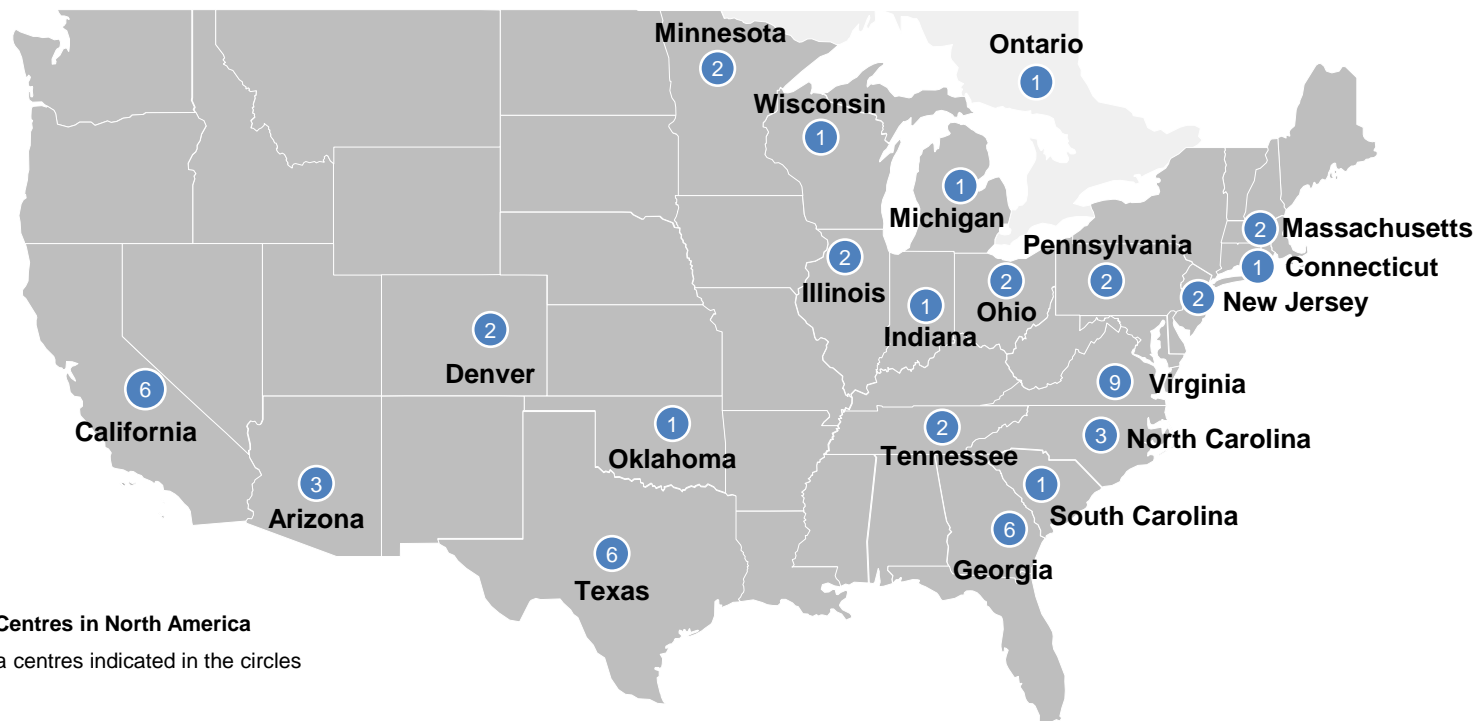 Minnesota
2
Ontario
1
Wisconsin
1
1
Michigan
2
Massachusetts
Pennsylvania
2
1
Connecticut
2
Illinois
2
Ohio
1
Indiana
2
New Jersey
2
Denver
6
California
9
Virginia
1
Oklahoma
2
Tennessee
3
North Carolina
3
Arizona
1
South Carolina
6
Georgia
6
Texas
Centres in North America
a centres indicated in the circles